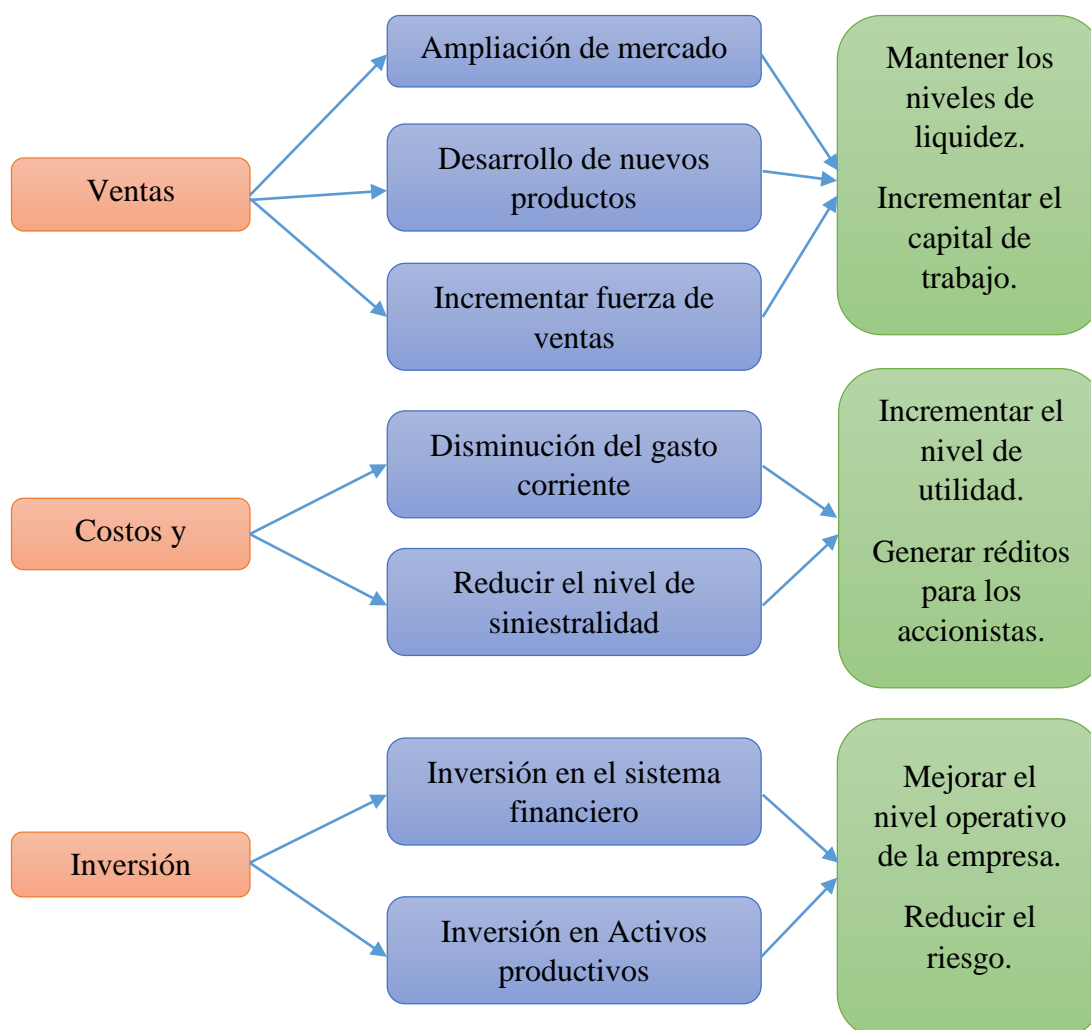 Ventas
Ampliación de mercado
Desarrollo de nuevos
productos
Incrementar fuerza de
ventas
Mantener los
niveles de
liquidez.
Incrementar el
capital de
trabajo.
Costos y
Disminución del gasto
corriente
Reducir el nivel de
siniestralidad
Incrementar el
nivel de
utilidad.
Generar réditos
para los
accionistas.
Inversión
Inversión en el sistema
financiero
Inversión en Activos
productivos
Mejorar el
nivel operativo
de la empresa.
Reducir el
riesgo.